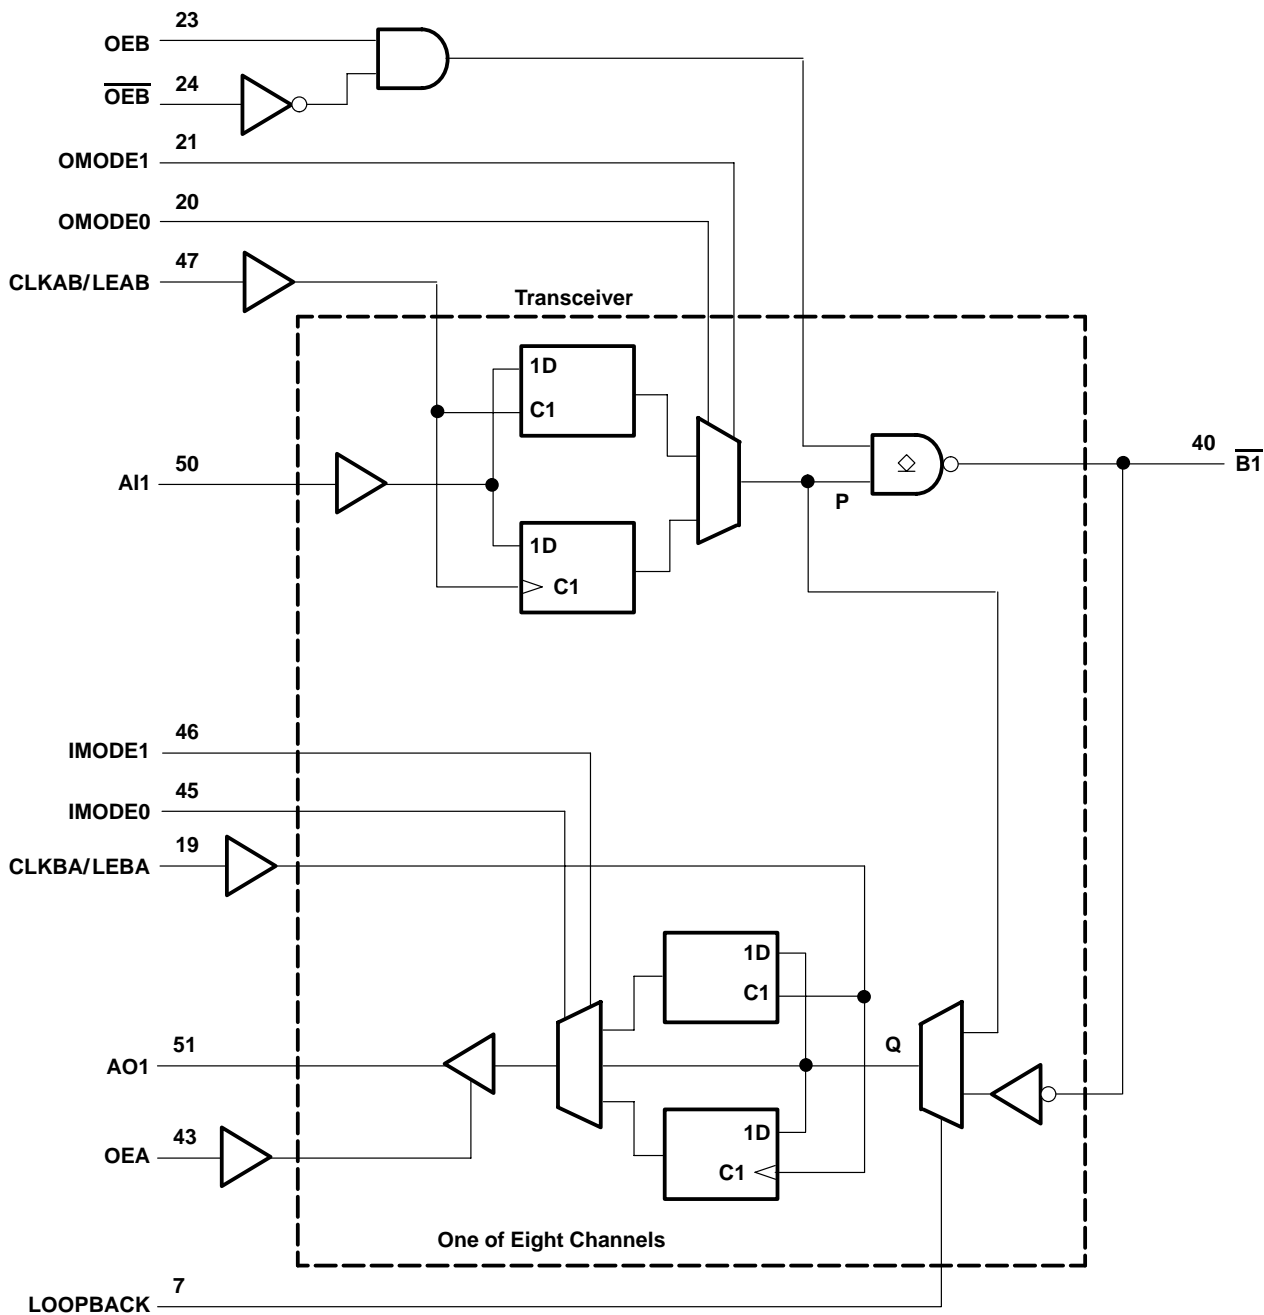 23
OEB
24
O̅E̅B̅
21
OMODE1
20
OMODE0
47
CLKAB/LEAB
Transceiver
1D
C1
50
AI1
40
B̅1̅
P
1D
C1
46
IMODE1
45
IMODE0
19
CLKBA/LEBA
1D
C1
Q
51
AO1
43
OEA
1D
C1
One of Eight Channels
7
LOOPBACK